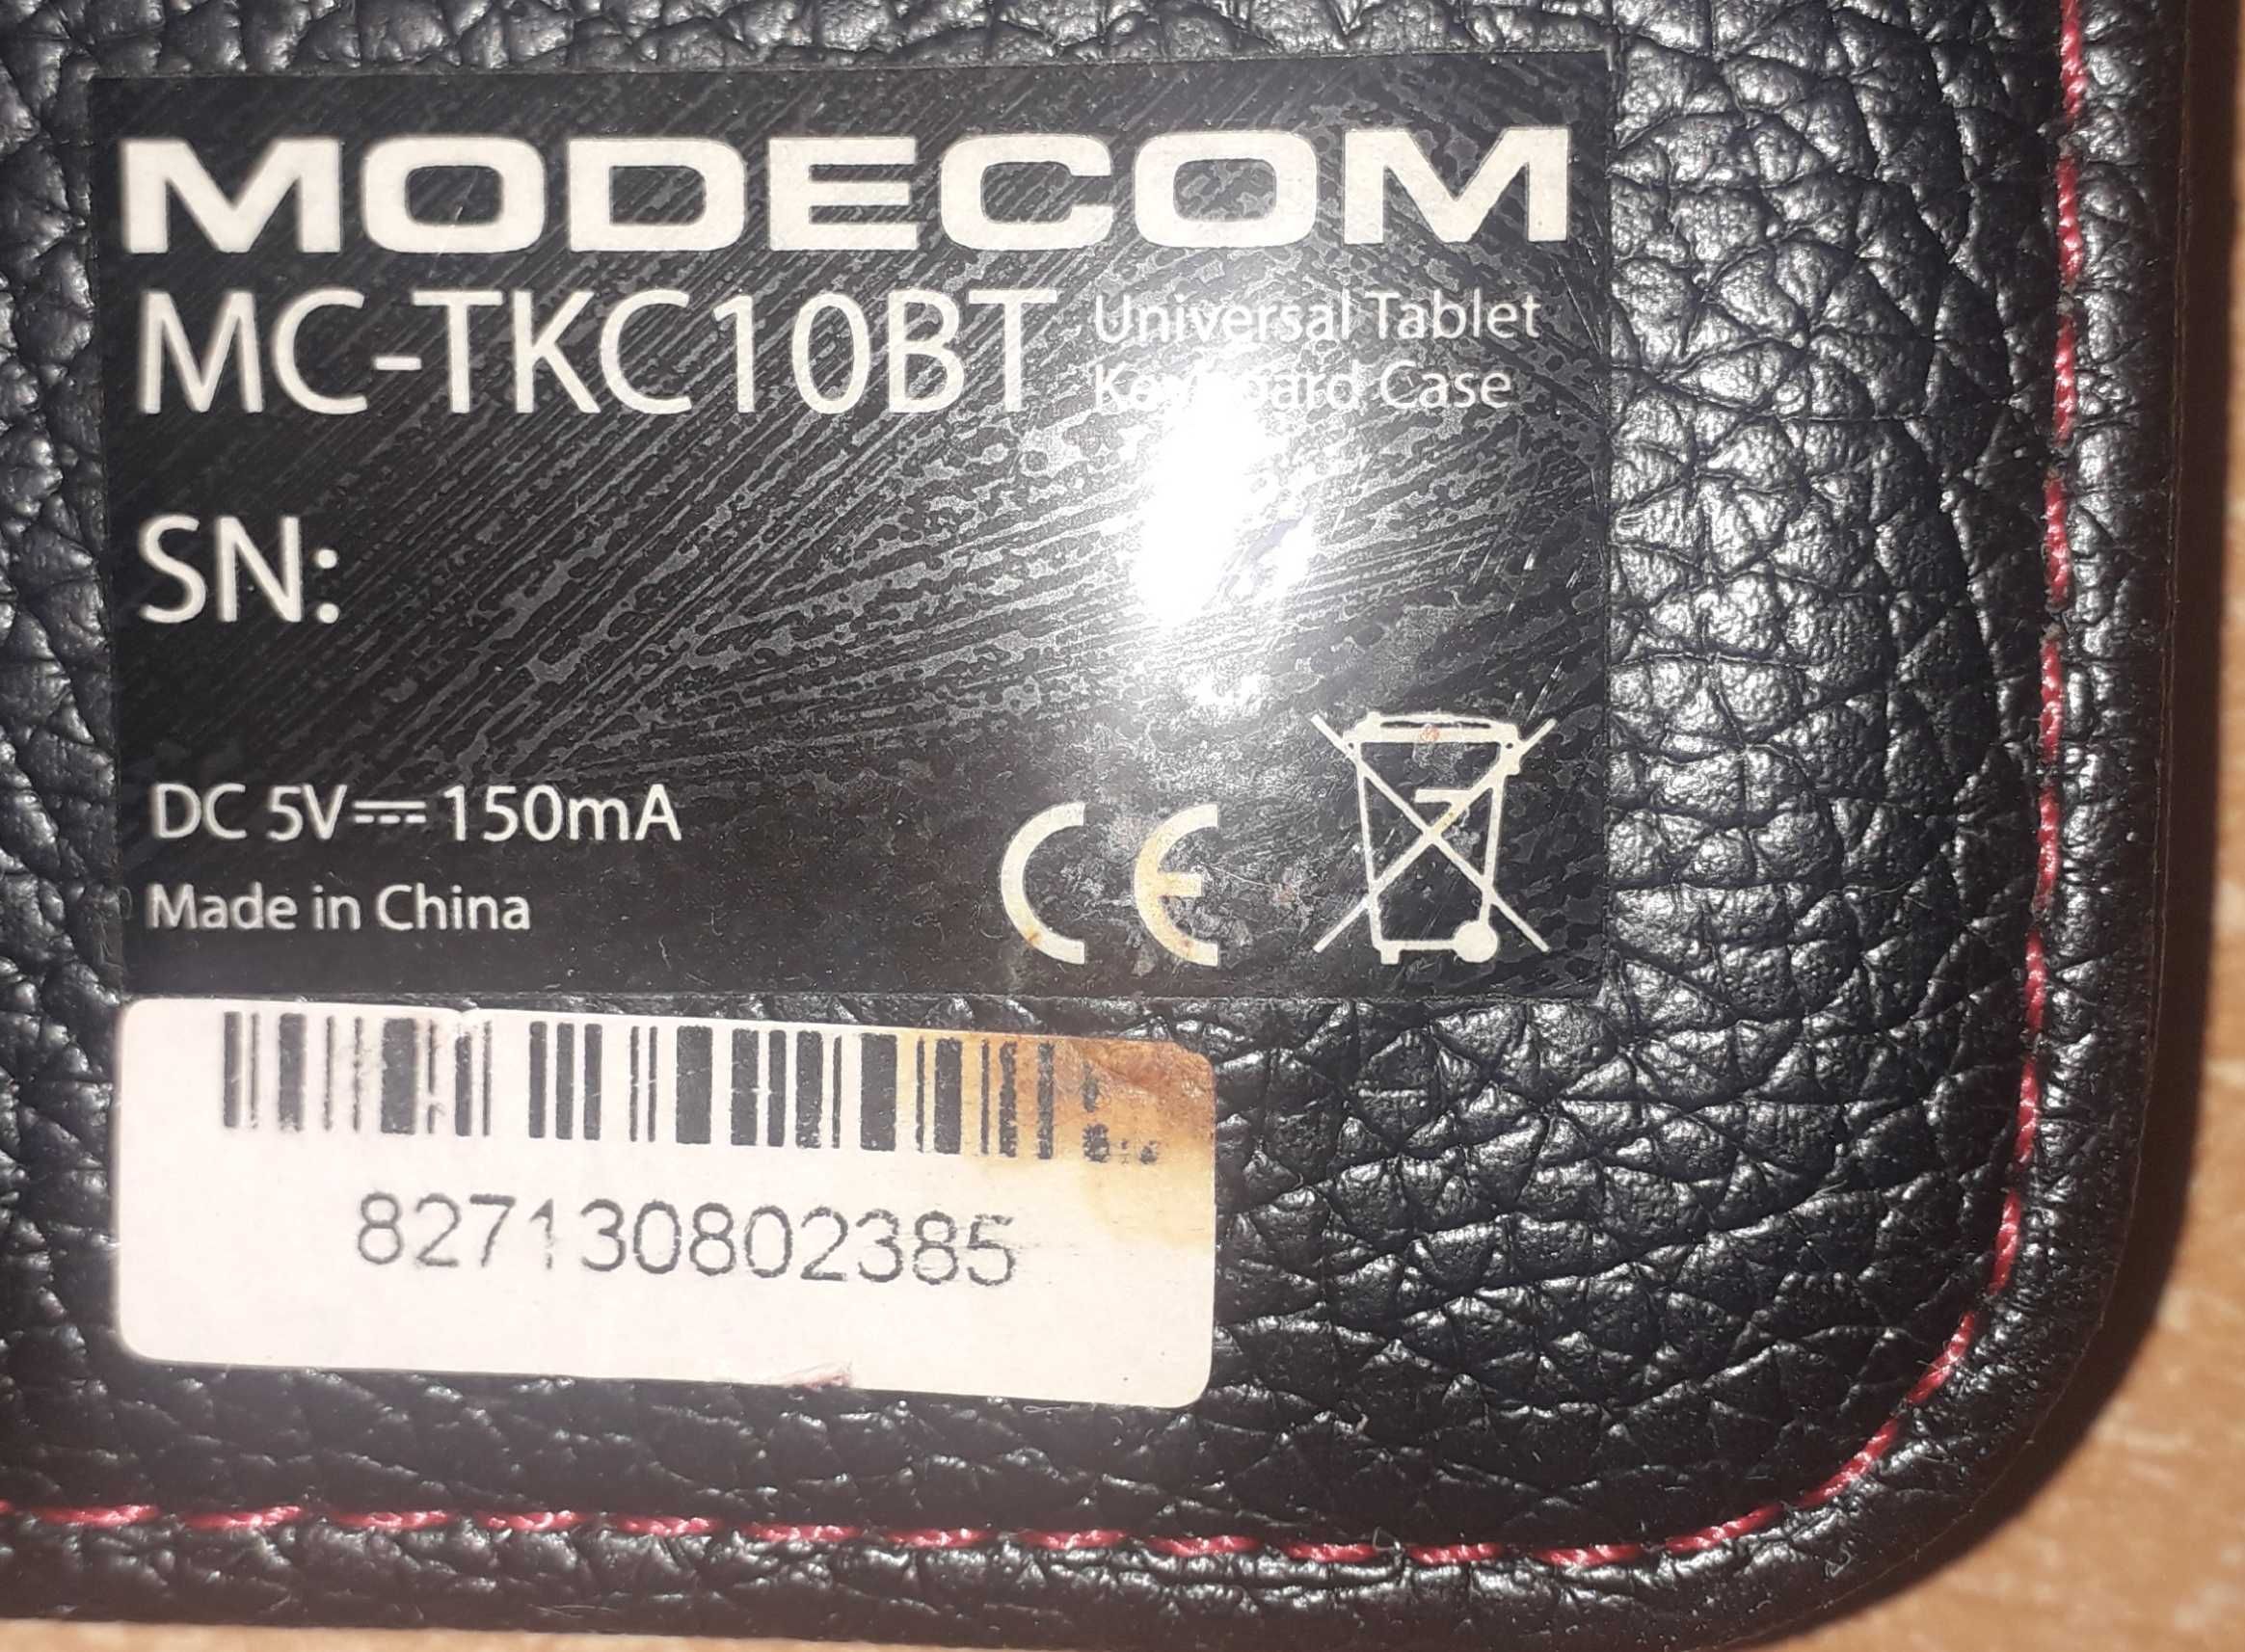 MODECOM
MC-TKC10BT Universal Tablet
Keyboard Case
SN:
DC 5V⎓150mA
Made in China
CE
827130802385